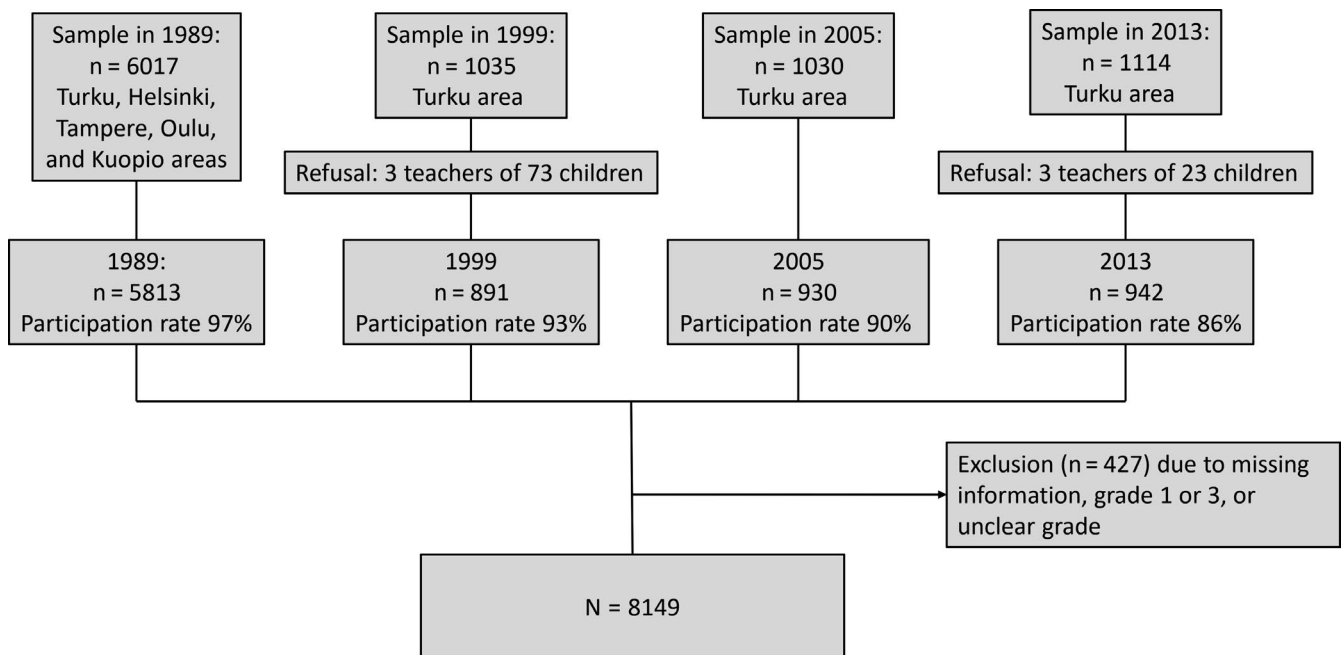 Sample in 1989:
n = 6017
Turku, Helsinki,
Tampere, Oulu,
and Kuopio areas
Sample in 1999:
n = 1035
Turku area
Sample in 2005:
n = 1030
Turku area
Sample in 2013:
n = 1114
Turku area
Refusal: 3 teachers of 73 children
Refusal: 3 teachers of 23 children
1989:
n = 5813
Participation rate 97%
1999
n = 891
Participation rate 93%
2005
n = 930
Participation rate 90%
2013
n = 942
Participation rate 86%
Exclusion (n = 427) due to missing
information, grade 1 or 3, or
unclear grade
N = 8149